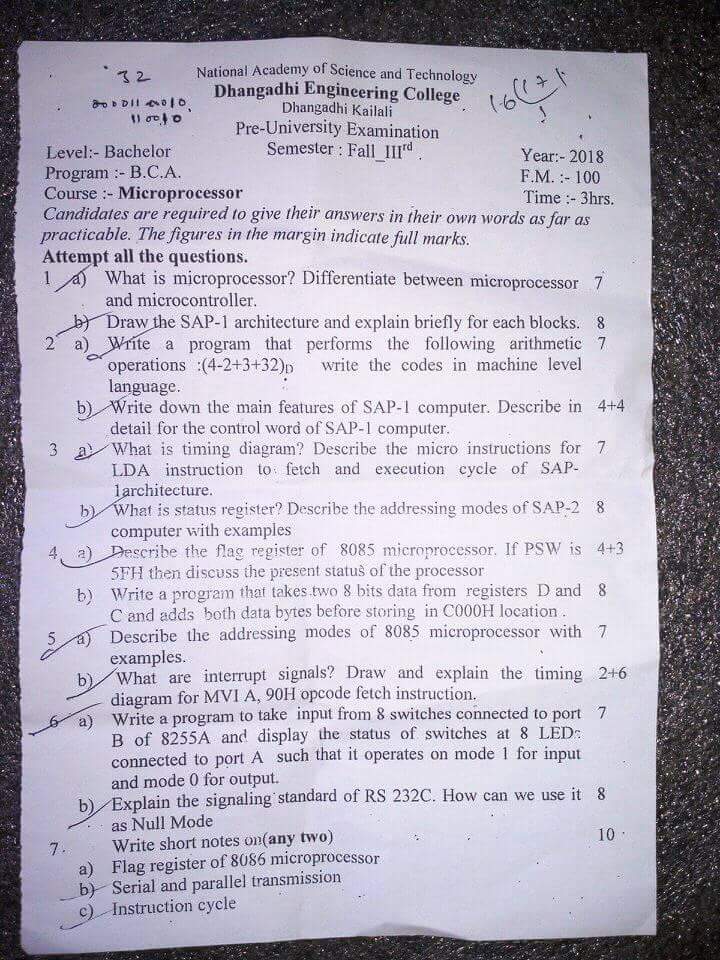 32
National Academy of Science and Technology
Dhangadhi Engineering College
Dhangadhi Kailali
Pre-University Examination
Level:- Bachelor Semester : Fall_IIIrd . Year:- 2018
Program :- B.C.A. F.M. :- 100
Course :- Microprocessor Time :- 3hrs.
Candidates are required to give their answers in their own words as far as
practicable. The figures in the margin indicate full marks.
Attempt all the questions.
1 a) What is microprocessor? Differentiate between microprocessor 7
and microcontroller.
b) Draw the SAP-1 architecture and explain briefly for each blocks. 8
2 a) Write a program that performs the following arithmetic 7
operations :(4-2+3+32)D write the codes in machine level
language.
b) Write down the main features of SAP-1 computer. Describe in 4+4
detail for the control word of SAP-1 computer.
3 a) What is timing diagram? Describe the micro instructions for 7
LDA instruction to fetch and execution cycle of SAP-
1architecture.
b) What is status register? Describe the addressing modes of SAP-2 8
computer with examples
4 a) Describe the flag register of 8085 microprocessor. If PSW is 4+3
5FH then discuss the present status of the processor
b) Write a program that takes two 8 bits data from registers D and 8
C and adds both data bytes before storing in C000H location .
5 a) Describe the addressing modes of 8085 microprocessor with 7
examples.
b) What are interrupt signals? Draw and explain the timing 2+6
diagram for MVI A, 90H opcode fetch instruction.
6 a) Write a program to take input from 8 switches connected to port 7
B of 8255A and display the status of switches at 8 LEDs
connected to port A such that it operates on mode 1 for input
and mode 0 for output.
b) Explain the signaling standard of RS 232C. How can we use it 8
as Null Mode
7. Write short notes on(any two) 10
a) Flag register of 8086 microprocessor
b) Serial and parallel transmission
c) Instruction cycle